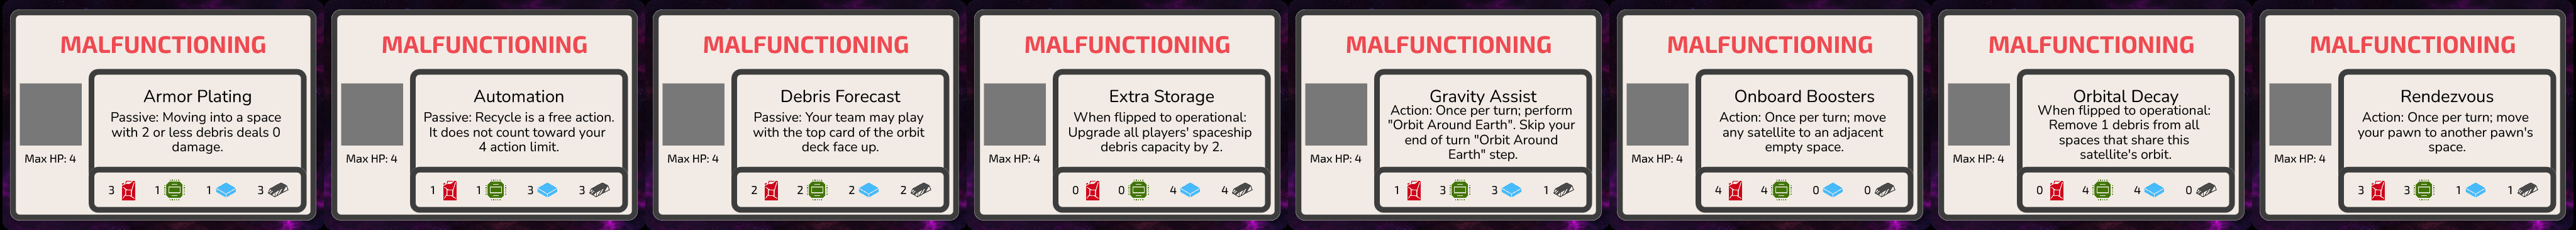 MALFUNCTIONING
Armor Plating
Passive: Moving into a space
with 2 or less debris deals 0
damage.
Max HP: 4
3 1 1 3
MALFUNCTIONING
Automation
Passive: Recycle is a free action.
It does not count toward your
4 action limit.
Max HP: 4
1 1 3 3
MALFUNCTIONING
Debris Forecast
Passive: Your team may play
with the top card of the orbit
deck face up.
Max HP: 4
2 2 2 2
MALFUNCTIONING
Extra Storage
When flipped to operational:
Upgrade all players' spaceship
debris capacity by 2.
Max HP: 4
0 0 4 4
MALFUNCTIONING
Gravity Assist
Action: Once per turn; perform
"Orbit Around Earth". Skip your
end of turn "Orbit Around
Earth" step.
Max HP: 4
1 3 3 1
MALFUNCTIONING
Onboard Boosters
Action: Once per turn; move
any satellite to an adjacent
empty space.
Max HP: 4
4 4 0 0
MALFUNCTIONING
Orbital Decay
When flipped to operational:
Remove 1 debris from all
spaces that share this
satellite's orbit.
Max HP: 4
0 4 4 0
MALFUNCTIONING
Rendezvous
Action: Once per turn; move
your pawn to another pawn's
space.
Max HP: 4
3 3 1 1